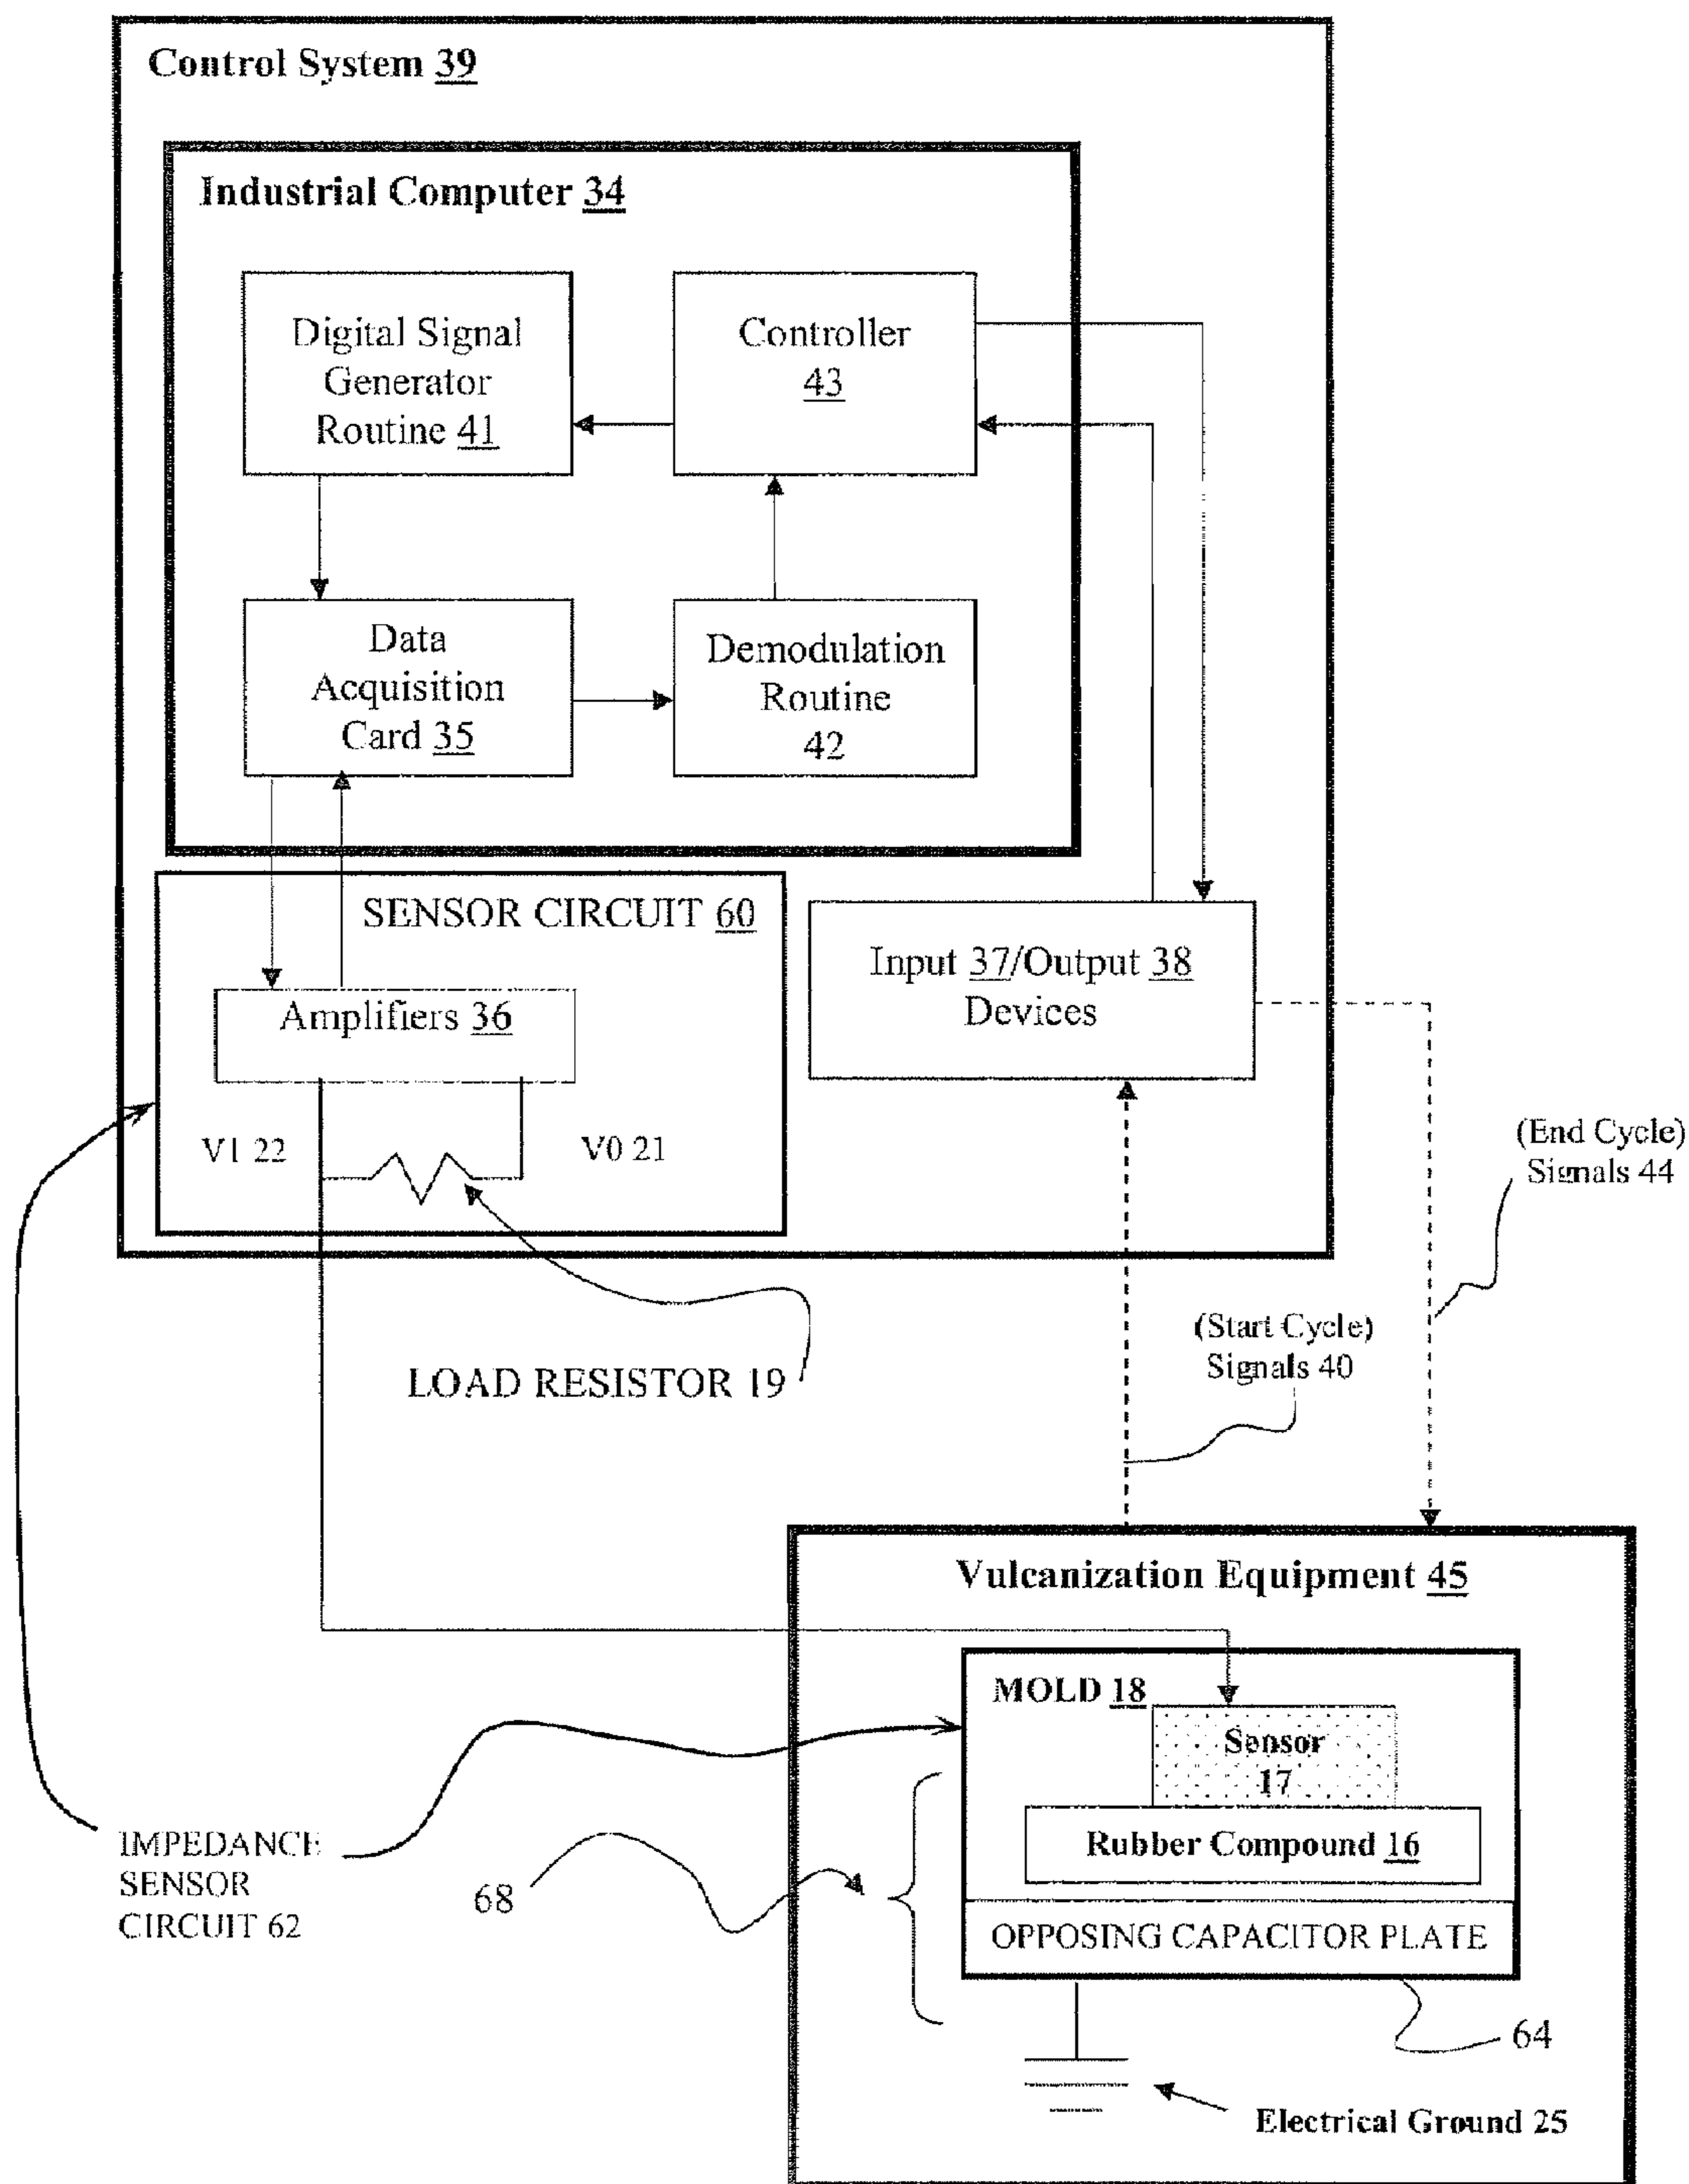 Control System 39
Industrial Computer 34
Digital Signal
Generator
Routine 41
Controller
43
Data
Acquisition
Card 35
Demodulation
Routine
42
SENSOR CIRCUIT 60
Amplifiers 36
V1 22
V0 21
Input 37/Output 38
Devices
(End Cycle)
Signals 44
(Start Cycle)
Signals 40
LOAD RESISTOR 19
Vulcanization Equipment 45
MOLD 18
Sensor
17
Rubber Compound 16
OPPOSING CAPACITOR PLATE
IMPEDANCE
SENSOR
CIRCUIT 62
68
64
Electrical Ground 25